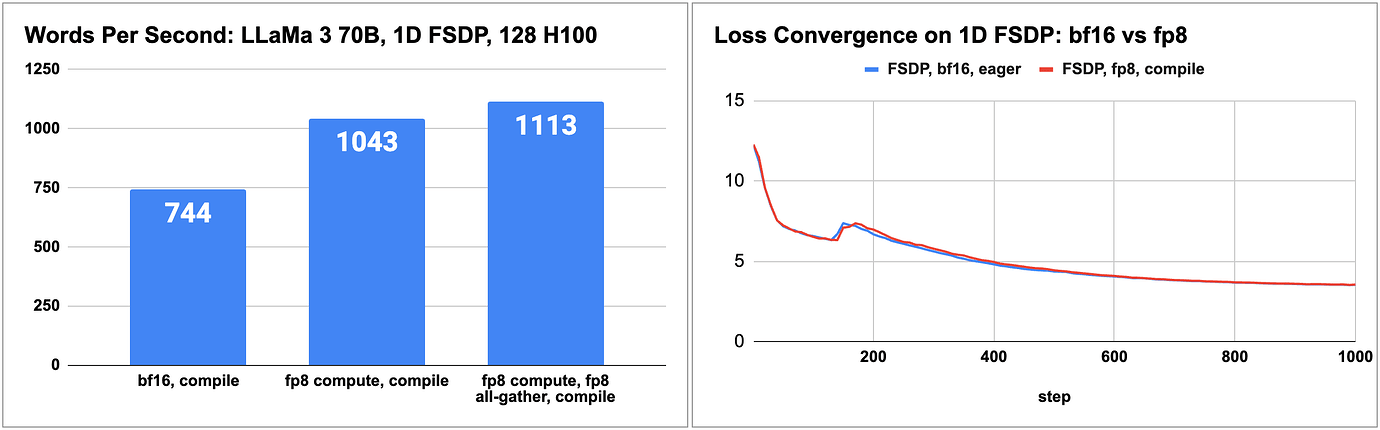 Words Per Second: LLaMa 3 70B, 1D FSDP, 128 H100
1250
1000
750
500
250
0
744
1043
1113
bf16, compile
fp8 compute, compile
fp8 compute, fp8
all-gather, compile
Loss Convergence on 1D FSDP: bf16 vs fp8
FSDP, bf16, eager
FSDP, fp8, compile
15
10
5
0
200
400
600
800
1000
step